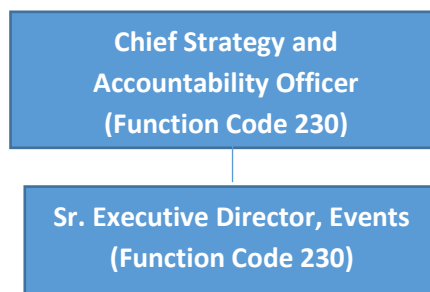 Chief Strategy and
Accountability Officer
(Function Code 230)
Sr. Executive Director, Events
(Function Code 230)